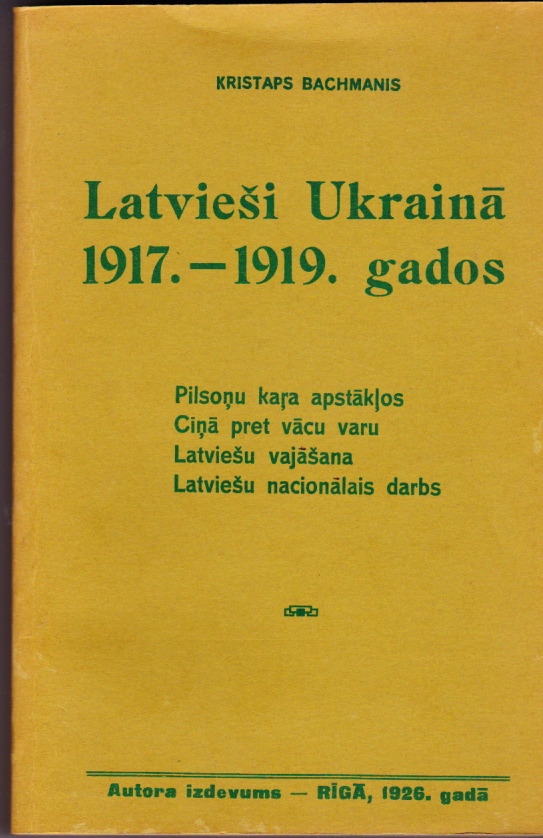 KRISTAPS BACHMANIS
Latvieši Ukrainā
1917.—1919. gados
Pilsoņu kaŗa apstākļos
Ciņā pret vācu varu
Latviešu vajāšana
Latviešu nacionālais darbs
Autora izdevums — RĪGĀ, 1926. gadā